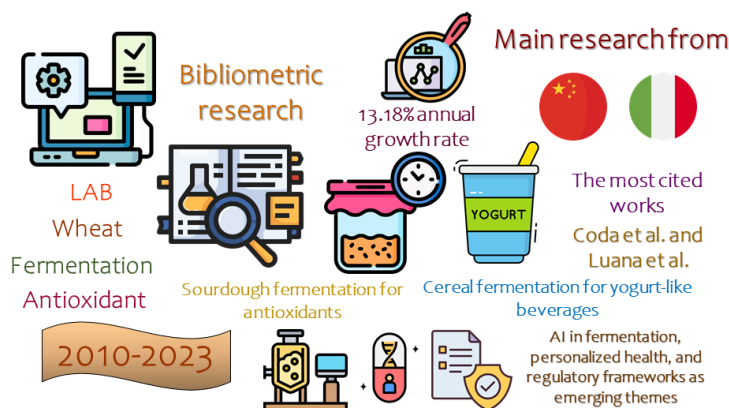 Bibliometric
research
13.18% annual
growth rate
Main research from
LAB
Wheat
Fermentation
Antioxidant
YOGURT
The most cited
works
Coda et al. and
Luana et al.
Sourdough fermentation for
antioxidants
Cereal fermentation for yogurt-like
beverages
2010-2023
AI in fermentation,
personalized health, and
regulatory frameworks as
emerging themes